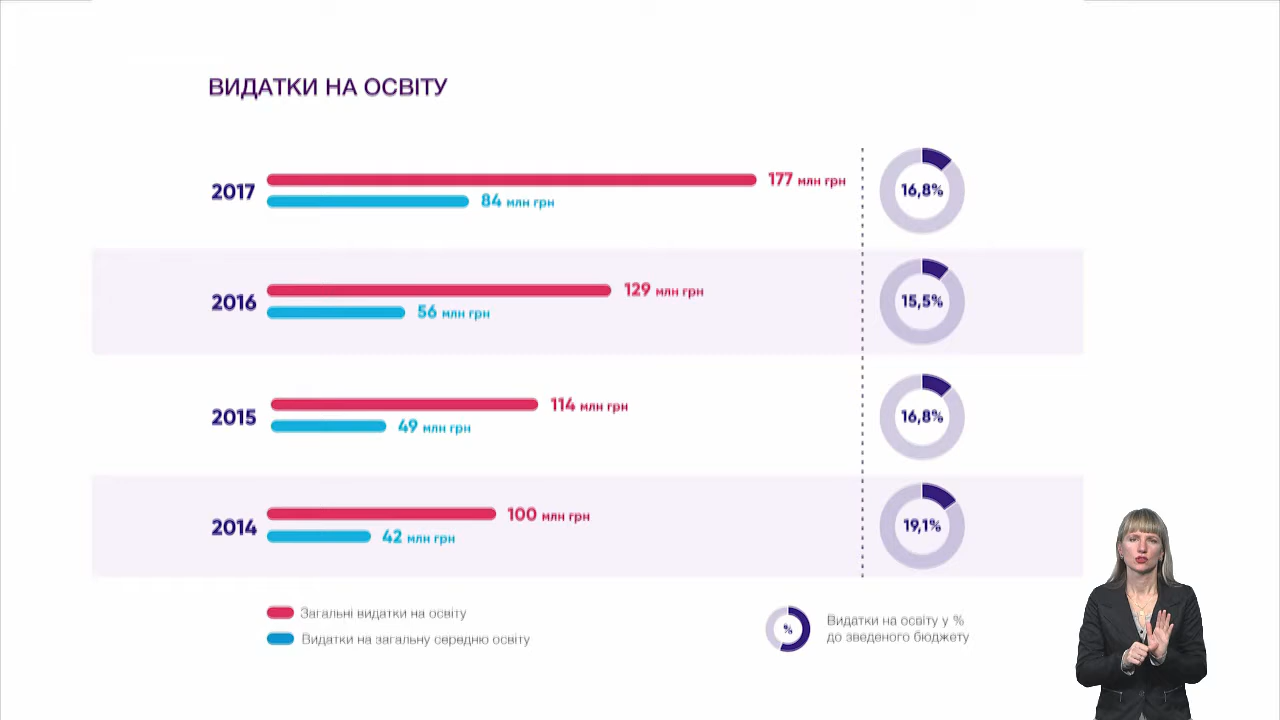 ВИДАТКИ НА ОСВІТУ
2017
177 млн грн
84 млн грн
16,8%
2016
129 млн грн
56 млн грн
15,5%
2015
114 млн грн
49 млн грн
16,8%
2014
100 млн грн
42 млн грн
19,1%
Загальні видатки на освіту
Видатки на загальну середню освіту
%
Видатки на освіту у %
до зведеного бюджету